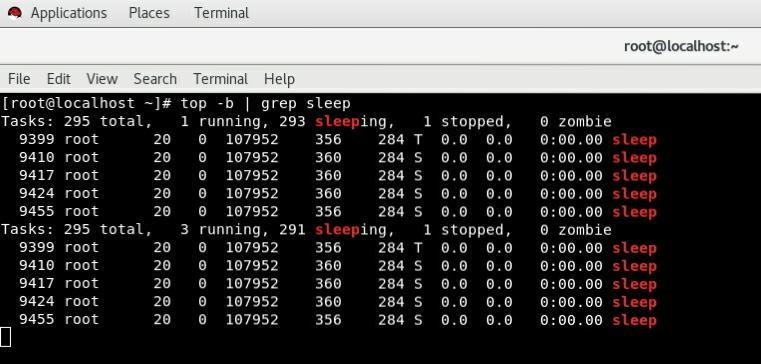 Applications Places Terminal
root@localhost:~
File Edit View Search Terminal Help
[root@localhost ~]# top -b | grep sleep
Tasks: 295 total,   1 running, 293 sleeping,   1 stopped,   0 zombie
  9399 root      20   0  107952    356    284 T  0.0  0.0   0:00.00 sleep
  9410 root      20   0  107952    360    284 S  0.0  0.0   0:00.00 sleep
  9417 root      20   0  107952    360    284 S  0.0  0.0   0:00.00 sleep
  9424 root      20   0  107952    360    284 S  0.0  0.0   0:00.00 sleep
  9455 root      20   0  107952    356    284 S  0.0  0.0   0:00.00 sleep
Tasks: 295 total,   3 running, 291 sleeping,   1 stopped,   0 zombie
  9399 root      20   0  107952    356    284 T  0.0  0.0   0:00.00 sleep
  9410 root      20   0  107952    360    284 S  0.0  0.0   0:00.00 sleep
  9417 root      20   0  107952    360    284 S  0.0  0.0   0:00.00 sleep
  9424 root      20   0  107952    360    284 S  0.0  0.0   0:00.00 sleep
  9455 root      20   0  107952    356    284 S  0.0  0.0   0:00.00 sleep